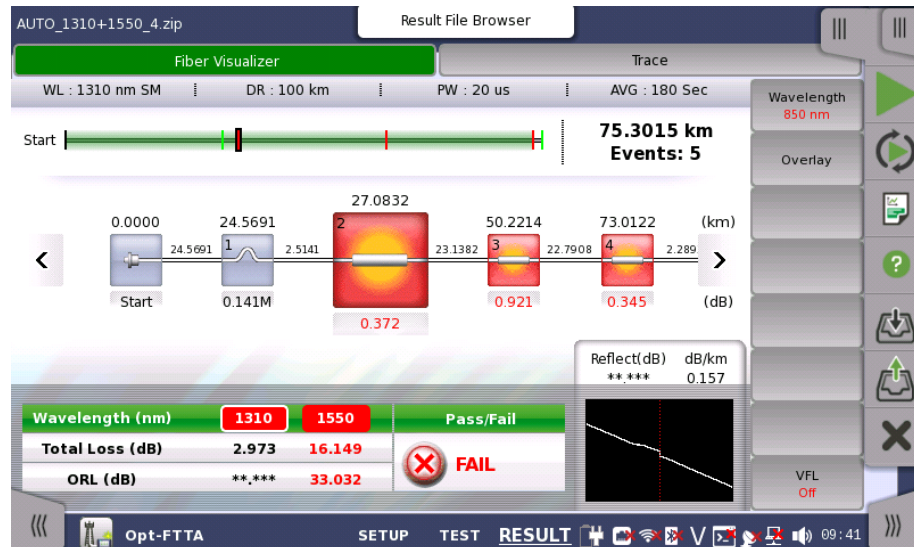 AUTO_1310+1550_4.zip
Result File Browser
Fiber Visualizer
Trace
WL : 1310 nm SM
DR : 100 km
PW : 20 us
AVG : 180 Sec
Wavelength
850 nm
Start
75.3015 km
Events: 5
Overlay
27.0832
0.0000
24.5691
50.2214
73.0122
(km)
1
2
3
4
24.5691
2.5141
23.1382
22.7908
2.289
Start
0.141M
0.921
0.345
(dB)
0.372
Reflect(dB) dB/km
**.*** 0.157
Wavelength (nm) 1310 1550 Pass/Fail
Total Loss (dB) 2.973 16.149
FAIL
ORL (dB) **.*** 33.032
VFL
Off
Opt-FTTA
SETUP TEST RESULT
V
09:41